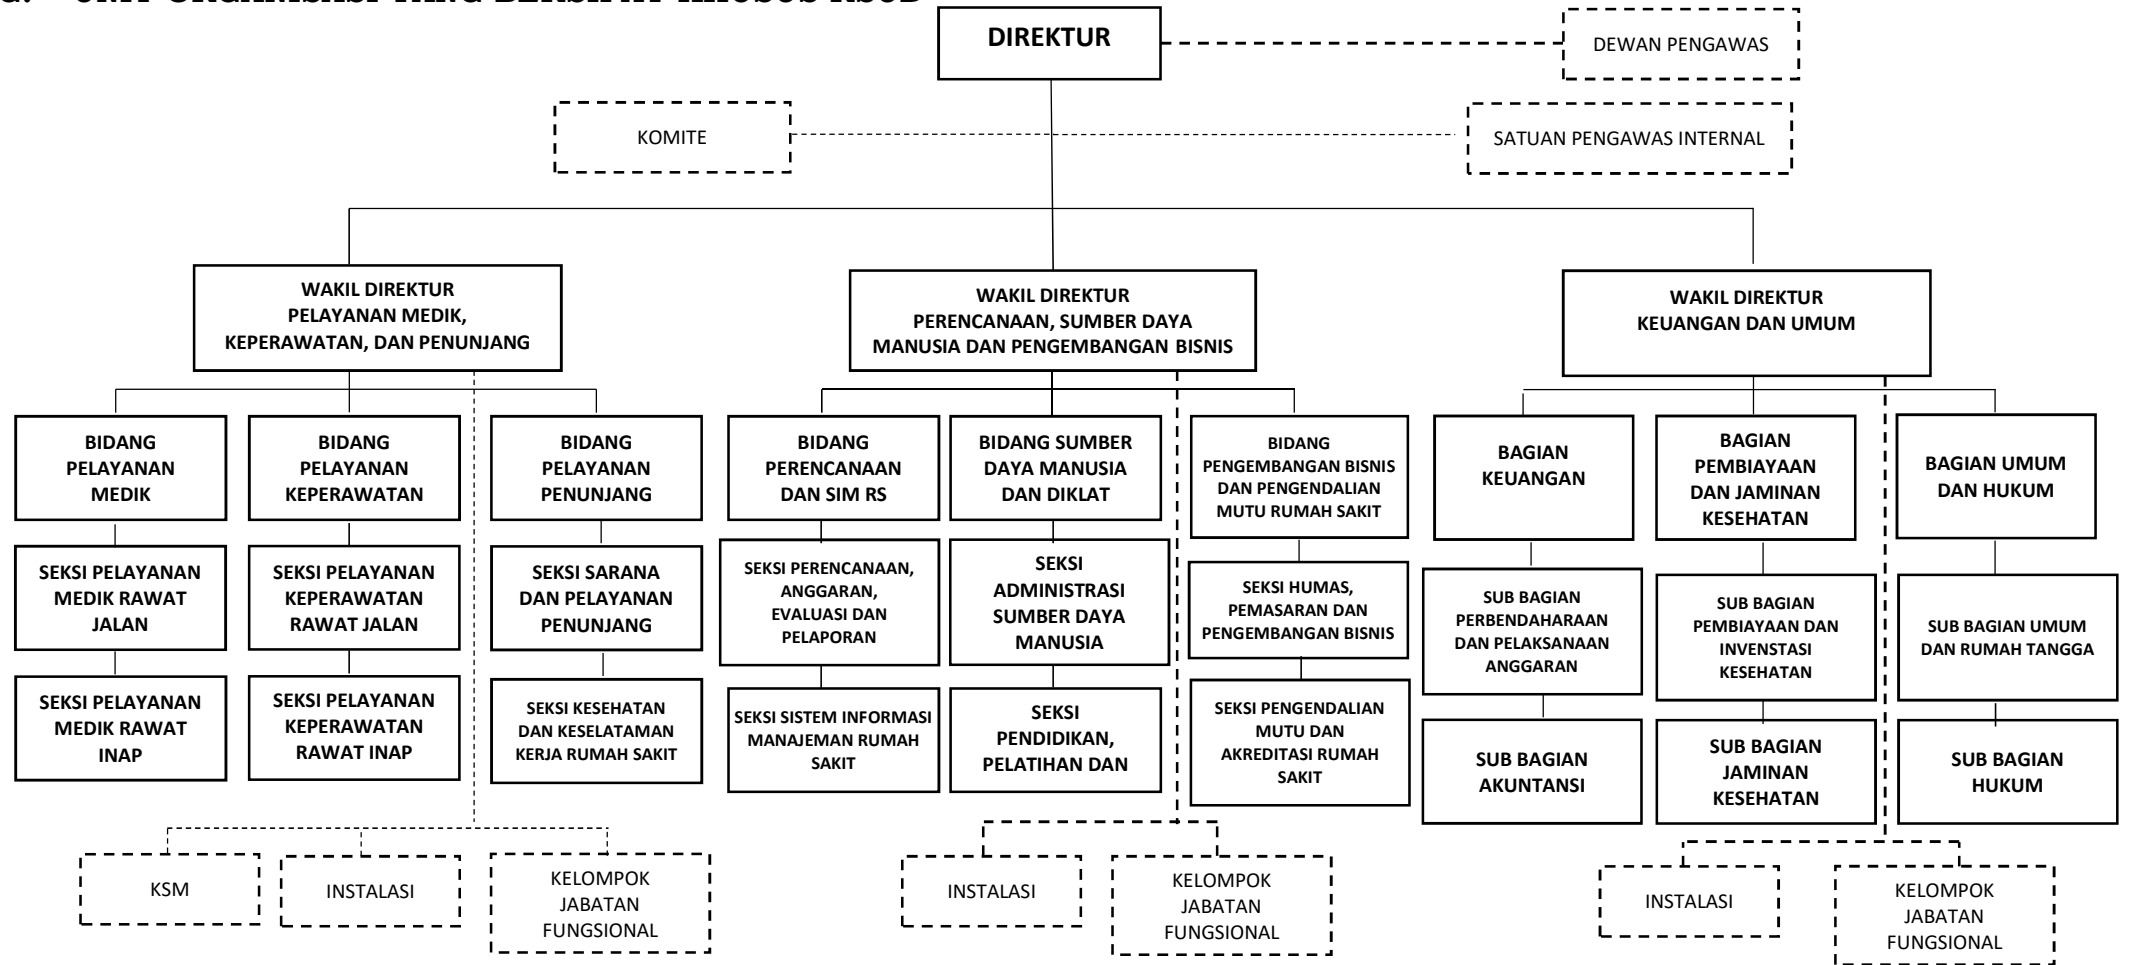 DIREKTUR
DEWAN PENGAWAS
KOMITE
SATUAN PENGAWAS INTERNAL
WAKIL DIREKTUR
PELAYANAN MEDIK,
KEPERAWATAN, DAN PENUNJANG
WAKIL DIREKTUR
PERENCANAAN, SUMBER DAYA
MANUSIA DAN PENGEMBANGAN BISNIS
WAKIL DIREKTUR
KEUANGAN DAN UMUM
BIDANG
PELAYANAN
MEDIK
BIDANG
PELAYANAN
KEPERAWATAN
BIDANG
PELAYANAN
PENUNJANG
BIDANG
PERENCANAAN
DAN SIM RS
BIDANG SUMBER
DAYA MANUSIA
DAN DIKLAT
BIDANG
PENGEMBANGAN BISNIS
DAN PENGENDALIAN
MUTU RUMAH SAKIT
BAGIAN
KEUANGAN
BAGIAN
PEMBIAYAAN
DAN JAMINAN
KESEHATAN
BAGIAN UMUM
DAN HUKUM
SEKSI PELAYANAN
MEDIK RAWAT
JALAN
SEKSI PELAYANAN
KEPERAWATAN
RAWAT JALAN
SEKSI SARANA
DAN PELAYANAN
PENUNJANG
SEKSI PERENCANAAN,
ANGGARAN,
EVALUASI DAN
PELAPORAN
SEKSI
ADMINISTRASI
SUMBER DAYA
MANUSIA
SEKSI HUMAS,
PEMASARAN DAN
PENGEMBANGAN BISNIS
SUB BAGIAN
PERBENDAHARAAN
DAN PELAKSANAAN
ANGGARAN
SUB BAGIAN
PEMBIAYAAN DAN
INVENSTASI
KESEHATAN
SUB BAGIAN UMUM
DAN RUMAH TANGGA
SEKSI PELAYANAN
MEDIK RAWAT
INAP
SEKSI PELAYANAN
KEPERAWATAN
RAWAT INAP
SEKSI KESEHATAN
DAN KESELATAMAN
KERJA RUMAH SAKIT
SEKSI SISTEM INFORMASI
MANAJEMAN RUMAH
SAKIT
SEKSI
PENDIDIKAN,
PELATIHAN DAN
SEKSI PENGENDALIAN
MUTU DAN
AKREDITASI RUMAH
SAKIT
SUB BAGIAN
AKUNTANSI
SUB BAGIAN
JAMINAN
KESEHATAN
SUB BAGIAN
HUKUM
KSM
INSTALASI
KELOMPOK
JABATAN
FUNGSIONAL
INSTALASI
KELOMPOK
JABATAN
FUNGSIONAL
INSTALASI
KELOMPOK
JABATAN
FUNGSIONAL